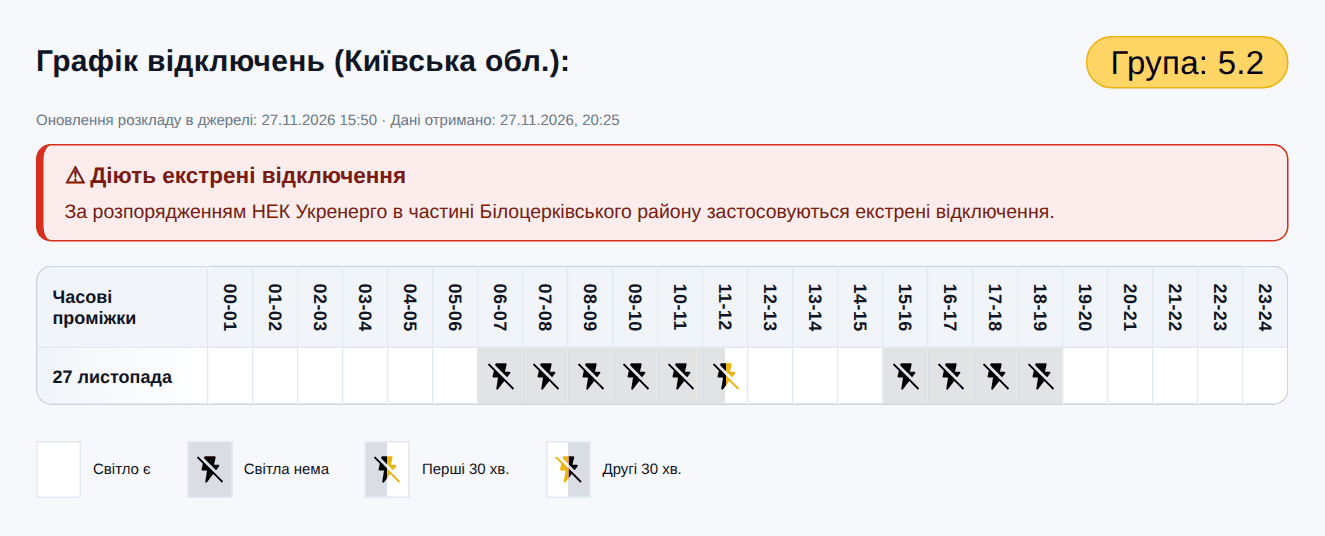 Графік відключень (Київська обл.):
Група: 5.2
Оновлення розкладу в джерелі: 27.11.2026 15:50 · Дані отримано: 27.11.2026, 20:25
⚠ Діють екстрені відключення
За розпорядженням НЕК Укренерго в частині Білоцерківського району застосовуються екстрені відключення.
Часові
проміжки
00-01
01-02
02-03
03-04
04-05
05-06
06-07
07-08
08-09
09-10
10-11
11-12
12-13
13-14
14-15
15-16
16-17
17-18
18-19
19-20
20-21
21-22
22-23
23-24
27 листопада
Світло є
Світла нема
Перші 30 хв.
Другі 30 хв.